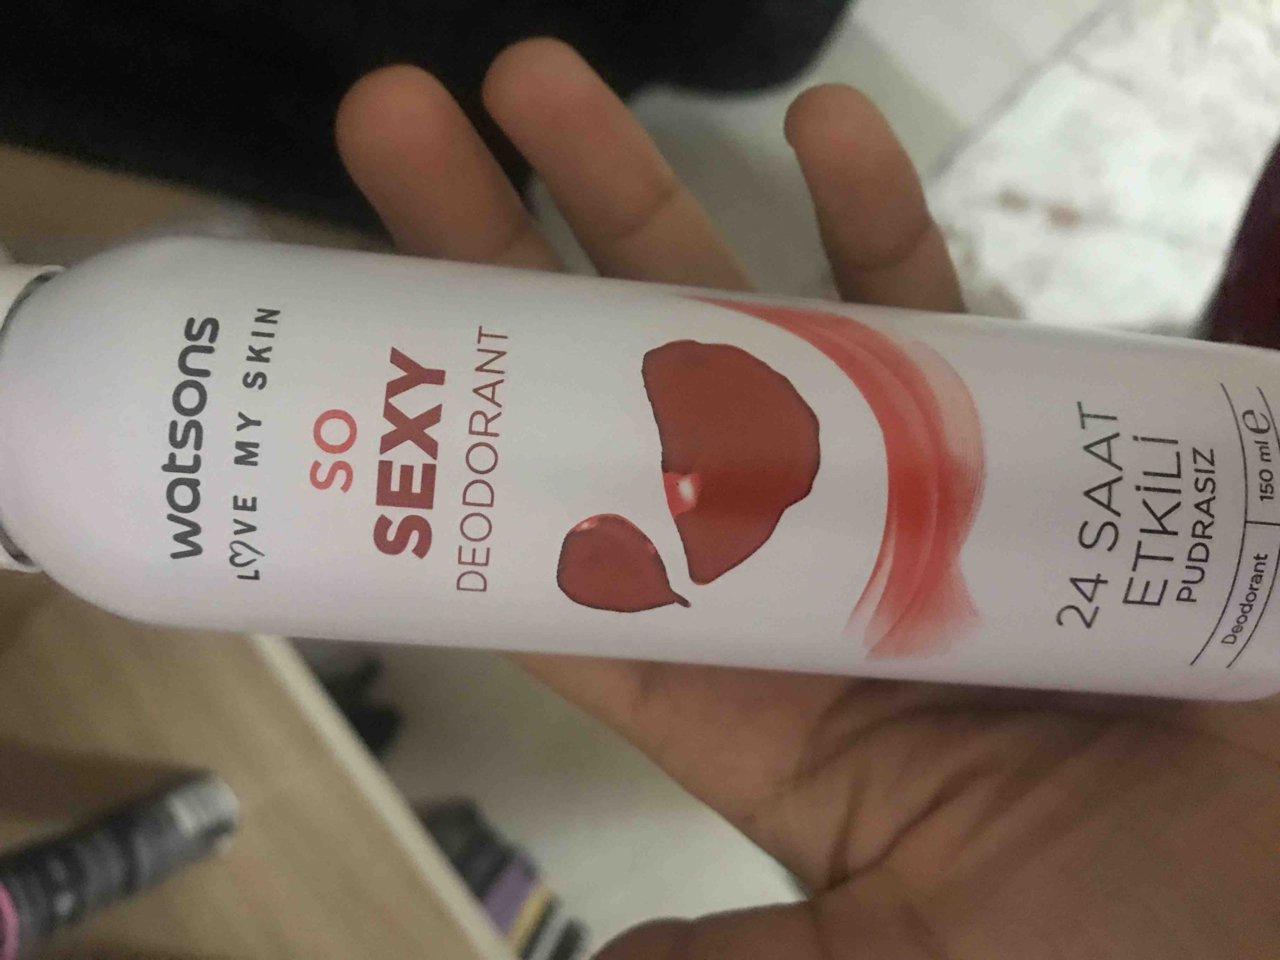 watsons
LOVE MY SKIN
SO
SEXY
DEODORANT
24 SAAT
ETKİLİ
PUDRASIZ
Deodorant 150 ml e